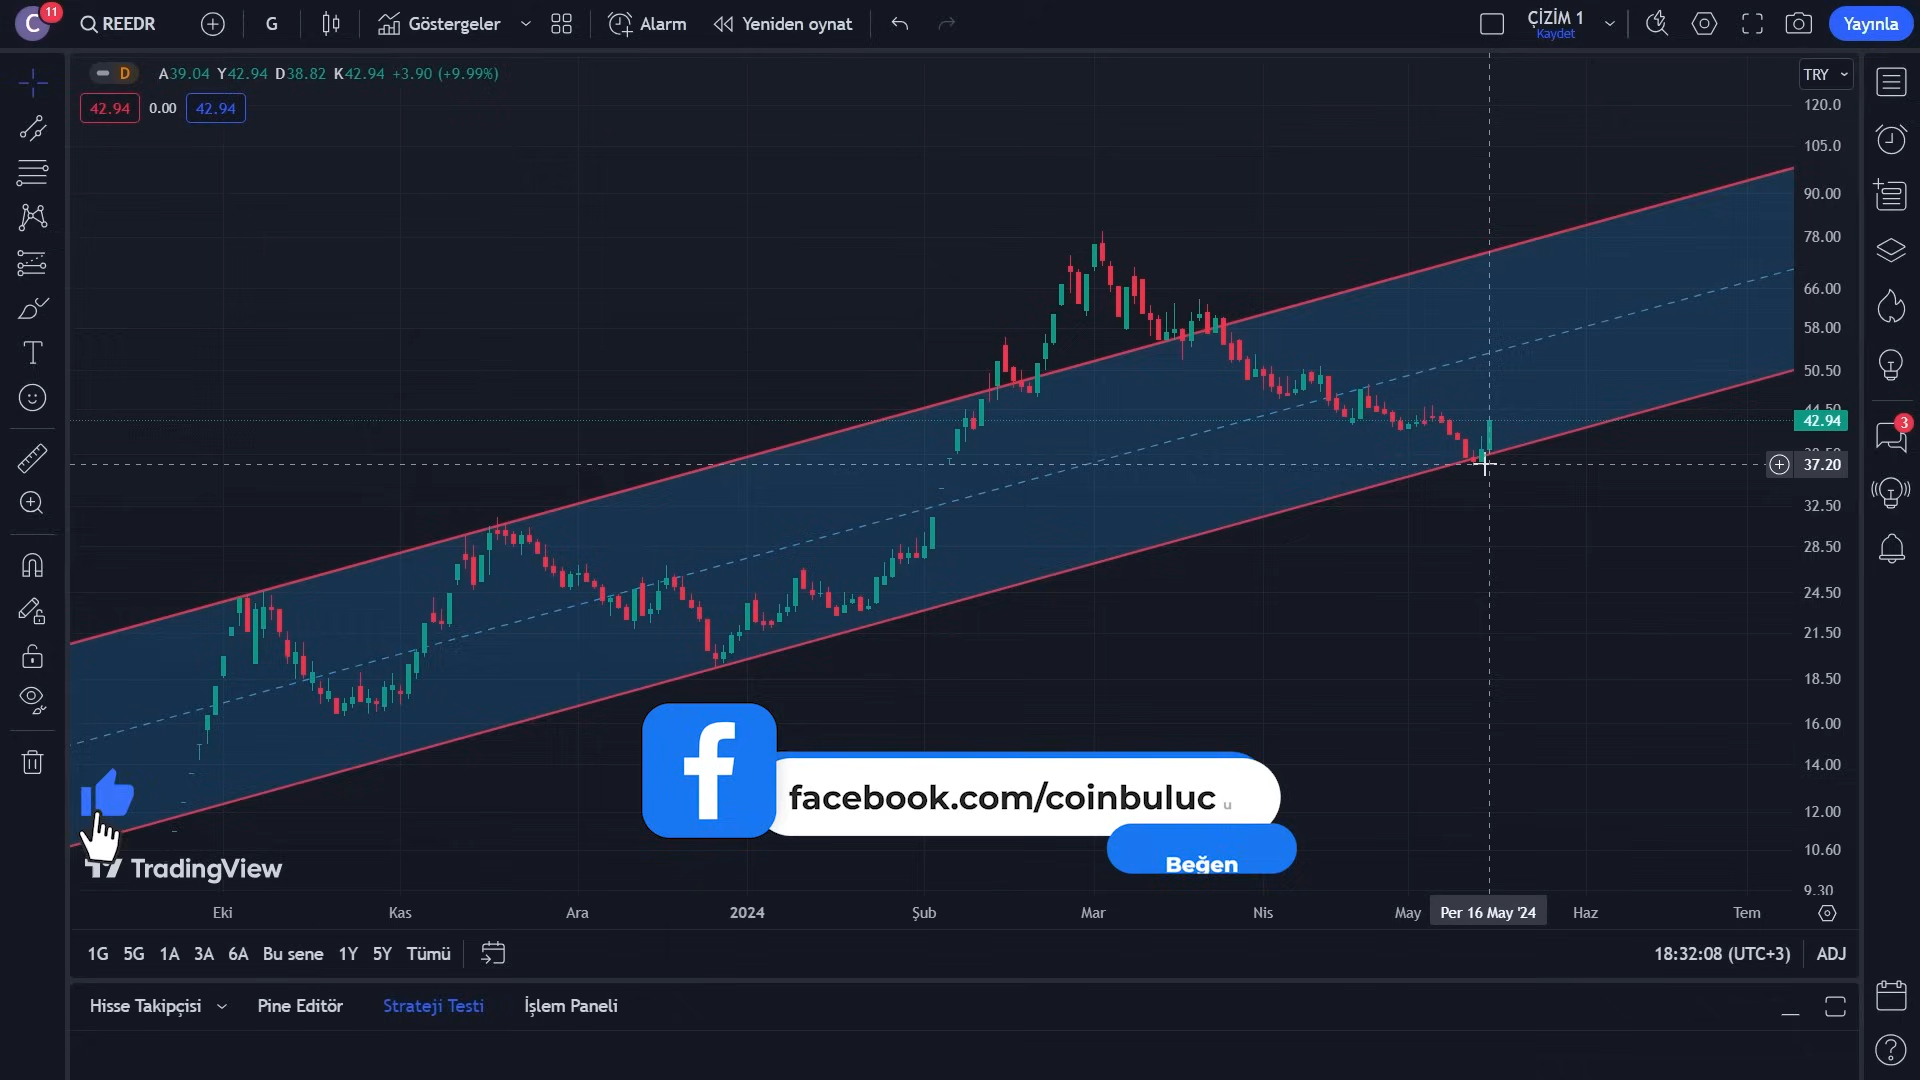 C 11 REEDR G Göstergeler Alarm Yeniden oynat ÇİZİM 1 Kaydet Yayınla
D A39.04 Y42.94 D38.82 K42.94 +3.90 (+9.99%) TRY
42.94 0.00 42.94
120.0
105.0
90.00
78.00
66.00
58.00
50.50
42.94
3
37.20
32.50
28.50
24.50
21.50
18.50
16.00
14.00
12.00
10.60
9.30
facebook.com/coinbuluc u
Beğen
TradingView
Eki Kas Ara 2024 Şub Mar Nis May Per 16 May '24 Haz Tem
1G 5G 1A 3A 6A Bu sene 1Y 5Y Tümü 18:32:08 (UTC+3) ADJ
Hisse Takipçisi Pine Editör Strateji Testi İşlem Paneli